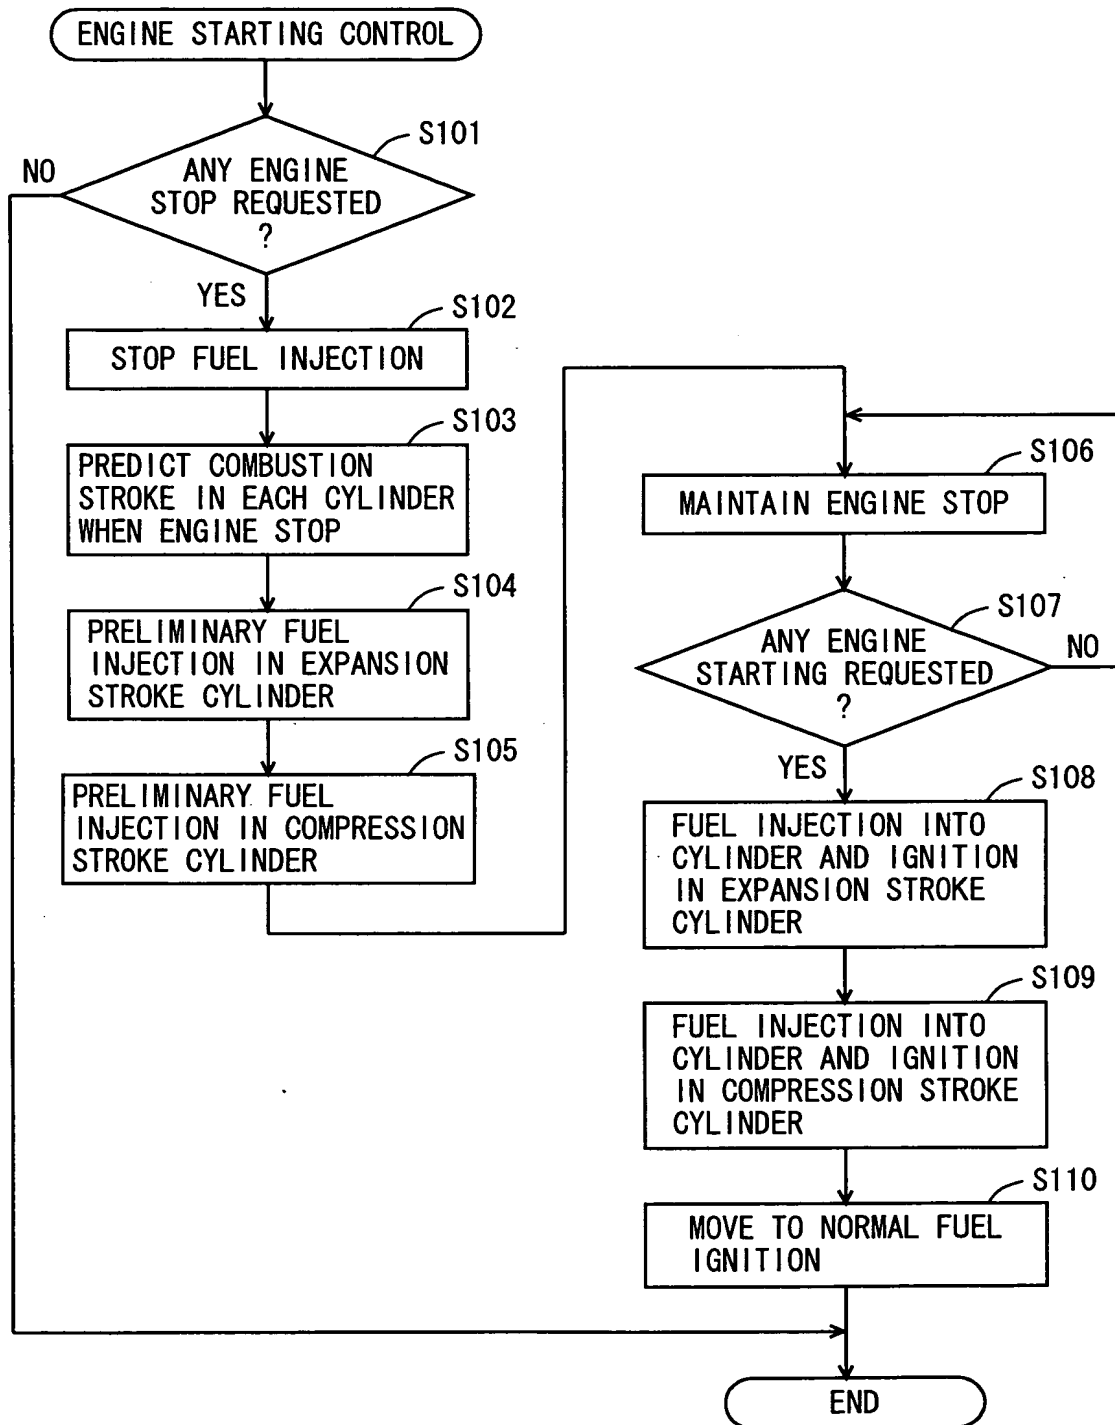 ENGINE STARTING CONTROL
S101
NO
ANY ENGINE
STOP REQUESTED
?
YES
S102
STOP FUEL INJECTION
S103
PREDICT COMBUSTION
STROKE IN EACH CYLINDER
WHEN ENGINE STOP
S104
PRELIMINARY FUEL
INJECTION IN EXPANSION
STROKE CYLINDER
S105
PRELIMINARY FUEL
INJECTION IN COMPRESSION
STROKE CYLINDER
S106
MAINTAIN ENGINE STOP
S107
ANY ENGINE
STARTING REQUESTED
?
NO
YES
S108
FUEL INJECTION INTO
CYLINDER AND IGNITION
IN EXPANSION STROKE
CYLINDER
S109
FUEL INJECTION INTO
CYLINDER AND IGNITION
IN COMPRESSION STROKE
CYLINDER
S110
MOVE TO NORMAL FUEL
IGNITION
END